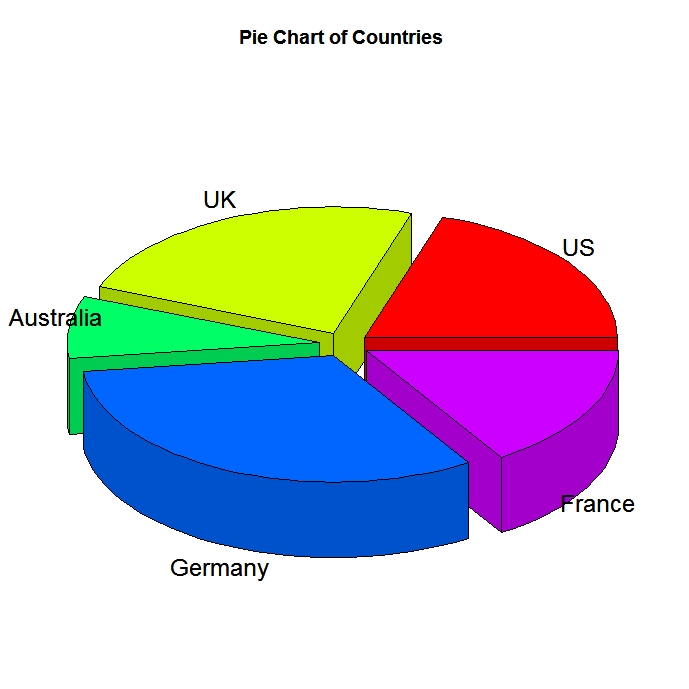 Pie Chart of Countries
UK
US
Australia
France
Germany